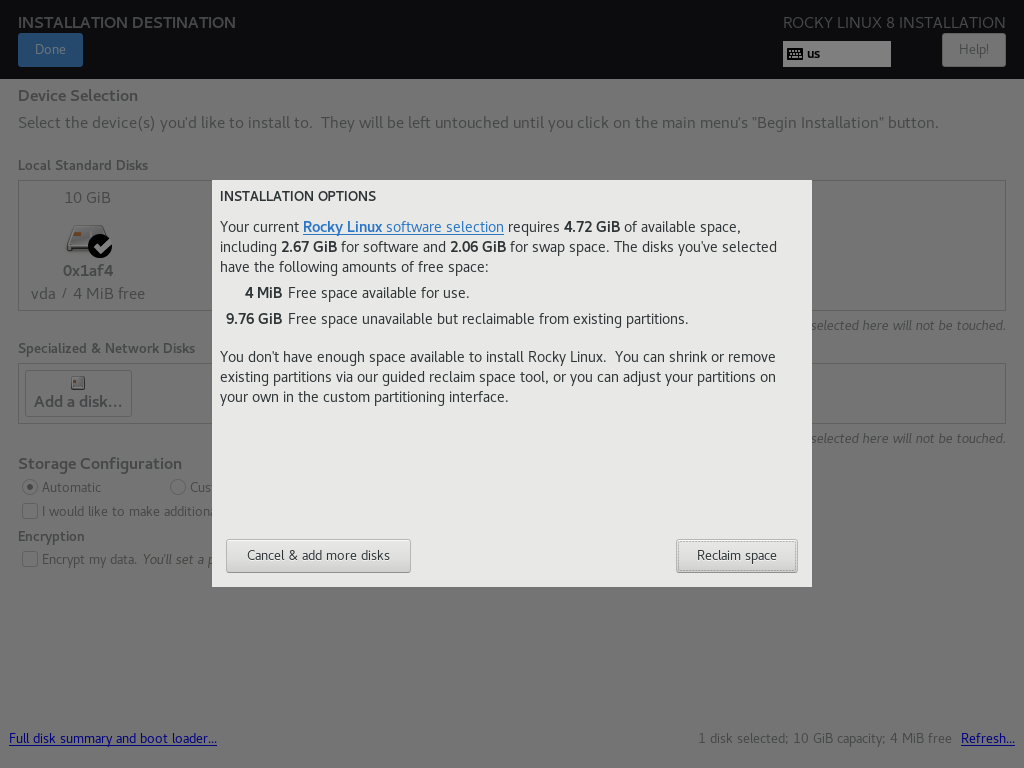 INSTALLATION DESTINATION
ROCKY LINUX 8 INSTALLATION
Done
us
Help!
Device Selection
Select the device(s) you'd like to install to.  They will be left untouched until you click on the main menu's "Begin Installation" button.
Local Standard Disks
10 GiB
0x1af4
vda / 4 MiB free
selected here will not be touched.
Specialized & Network Disks
Add a disk...
selected here will not be touched.
Storage Configuration
Automatic
I would like to make
Encryption
Encrypt my data. You'll set a
INSTALLATION OPTIONS
Your current Rocky Linux software selection requires 4.72 GiB of available space,
including 2.67 GiB for software and 2.06 GiB for swap space. The disks you've selected
have the following amounts of free space:
4 MiB Free space available for use.
9.76 GiB Free space unavailable but reclaimable from existing partitions.
You don't have enough space available to install Rocky Linux.  You can shrink or remove
existing partitions via our guided reclaim space tool, or you can adjust your partitions on
your own in the custom partitioning interface.
Cancel & add more disks
Reclaim space
Full disk summary and boot loader...
1 disk selected; 10 GiB capacity; 4 MiB free
Refresh...